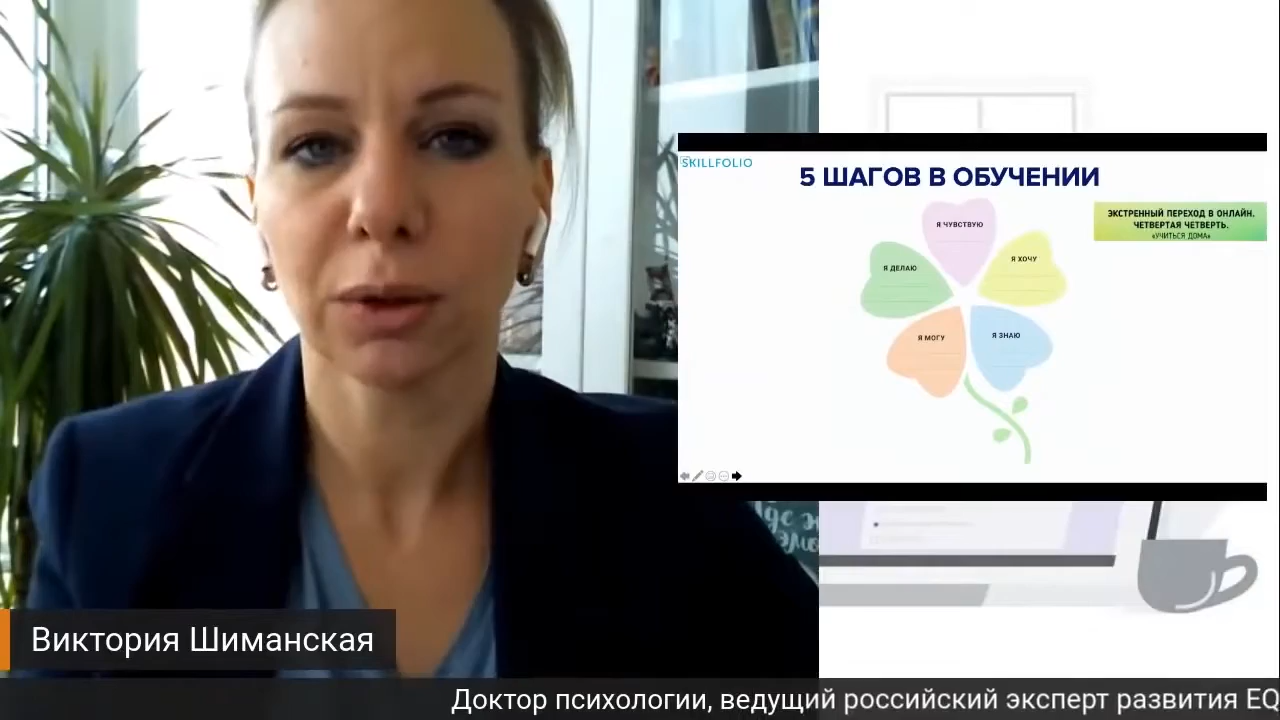 SKILLFOLIO
5 ШАГОВ В ОБУЧЕНИИ
ЭКСТРЕННЫЙ ПЕРЕХОД В ОНЛАЙН.
ЧЕТВЕРТАЯ ЧЕТВЕРТЬ.
«УЧИТЬСЯ ДОМА»
Я ЧУВСТВУЮ
Я ХОЧУ
Я ДЕЛАЮ
Я МОГУ
Я ЗНАЮ
Виктория Шиманская
Доктор психологии, ведущий российский эксперт развития EQ